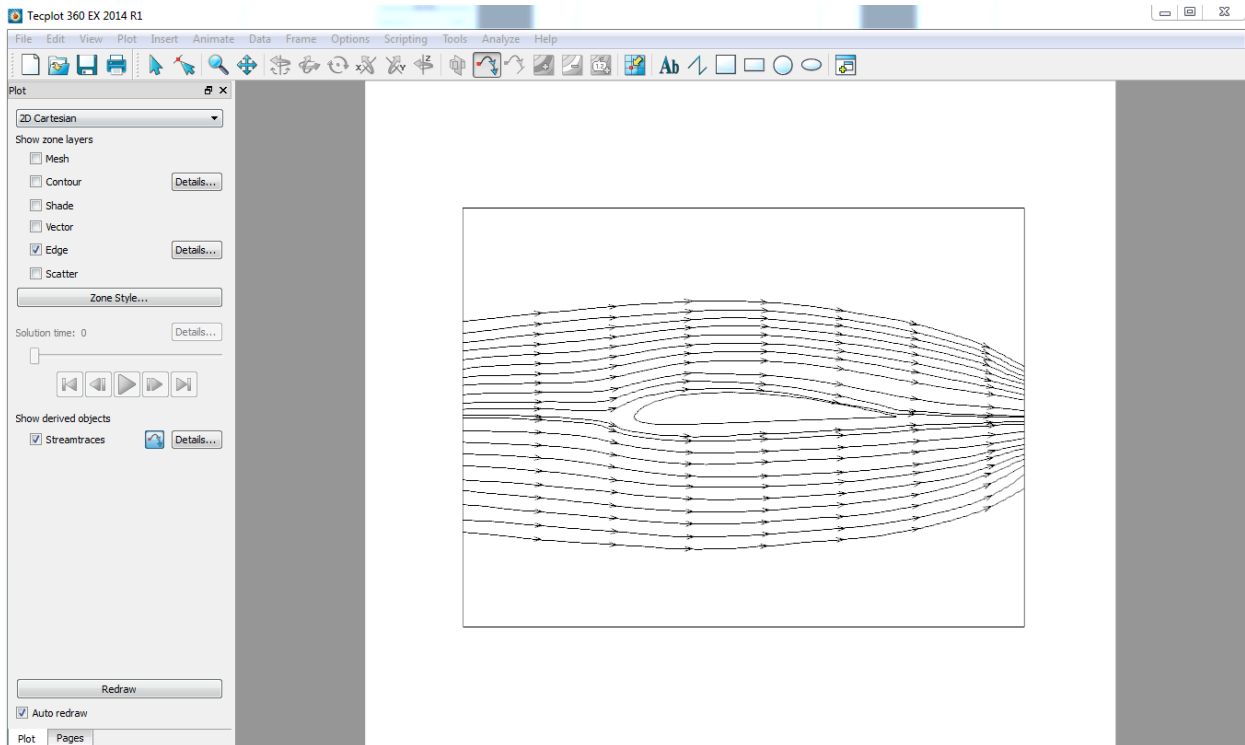 Tecplot 360 EX 2014 R1
File Edit View Plot Insert Animate Data Frame Options Scripting Tools Analyze Help
Ab
Plot
2D Cartesian
Show zone layers
Mesh
Contour Details...
Shade
Vector
Edge Details...
Scatter
Zone Style...
Solution time: 0 Details...
Show derived objects
Streamtraces Details...
Redraw
Auto redraw
Plot Pages